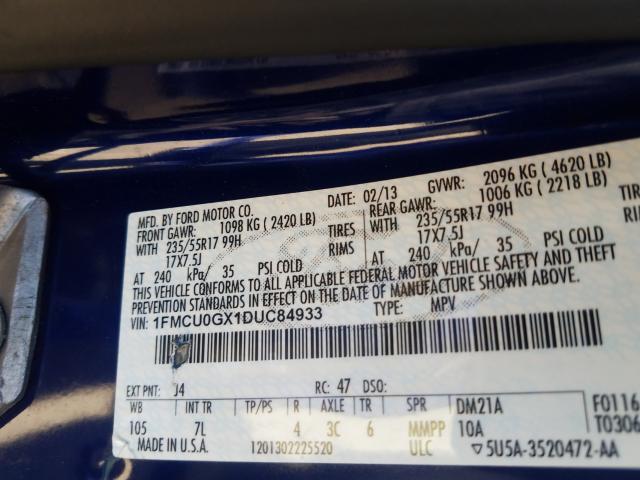 MFD. BY FORD MOTOR CO.
DATE: 02/13 GVWR: 2096 KG ( 4620 LB)
FRONT GAWR: 1098 KG ( 2420 LB) REAR GAWR: 1006 KG ( 2218 LB)
WITH 235/55R17 99H TIRES WITH 235/55R17 99H
17X7.5J RIMS 17X7.5J
AT 240 kPa/ 35 PSI COLD AT 240 kPa/ 35 PSI COLD
THIS VEHICLE CONFORMS TO ALL APPLICABLE FEDERAL MOTOR VEHICLE SAFETY AND THEFT
PREVENTION STANDARDS IN EFFECT ON THE DATE OF MANUFACTURE SHOWN ABOVE.
VIN: 1FMCU0GX1DUC84933 TYPE: MPV
EXT PNT: J4 RC: 47 DSO:
WB INT TR TP/PS R AXLE TR SPR DM21A F0116
105 7L 4 3C 6 MMPP 10A T0306
MADE IN U.S.A. 1201302225520 ULC ▽5U5A-3520472-AA